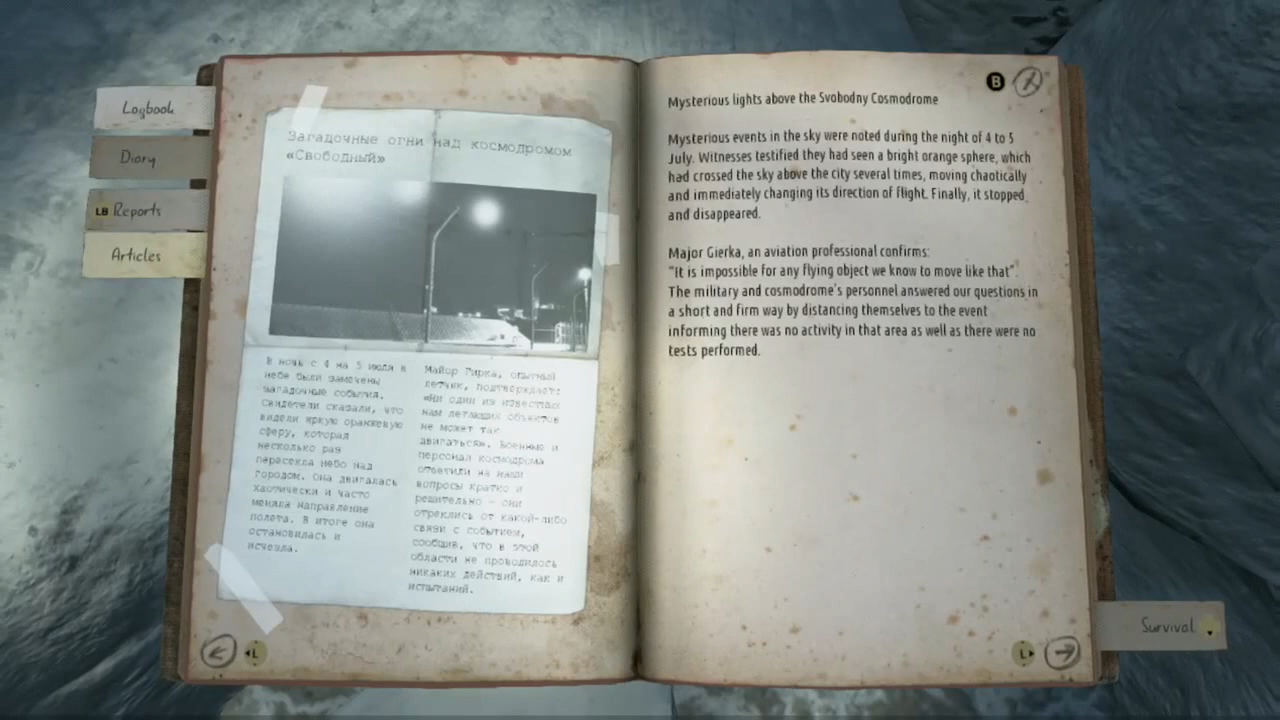 Logbook
Diary
LB Reports
Articles
Загадочные огни над космодромом
«Свободный»
В ночь с 4 на 5 июля в
небе были замечены
загадочные события.
Свидетели сказали, что
видели яркую оранжевую
сферу, которая
несколько раз
пересекла небо над
городом. Она двигалась
хаотически и часто
меняла направление
полета. В итоге она
остановилась и
исчезла.
Майор Гирка, опытный
летчик, подтверждает:
«Ни один из известных
нам летающих объектов
не может так
двигаться». Военные и
персонал космодрома
ответили на наши
вопросы кратко и
решительно – они
отреклись от какой-либо
связи с событием,
сообщив, что в этой
области не проводилось
никаких действий, как и
испытаний.
L
B
Mysterious lights above the Svobodny Cosmodrome
Mysterious events in the sky were noted during the night of 4 to 5
July. Witnesses testified they had seen a bright orange sphere, which
had crossed the sky above the city several times, moving chaotically
and immediately changing its direction of flight. Finally, it stopped
and disappeared.
Major Gierka, an aviation professional confirms:
"It is impossible for any flying object we know to move like that".
The military and cosmodrome's personnel answered our questions in
a short and firm way by distancing themselves to the event
informing there was no activity in that area as well as there were no
tests performed.
Survival
L